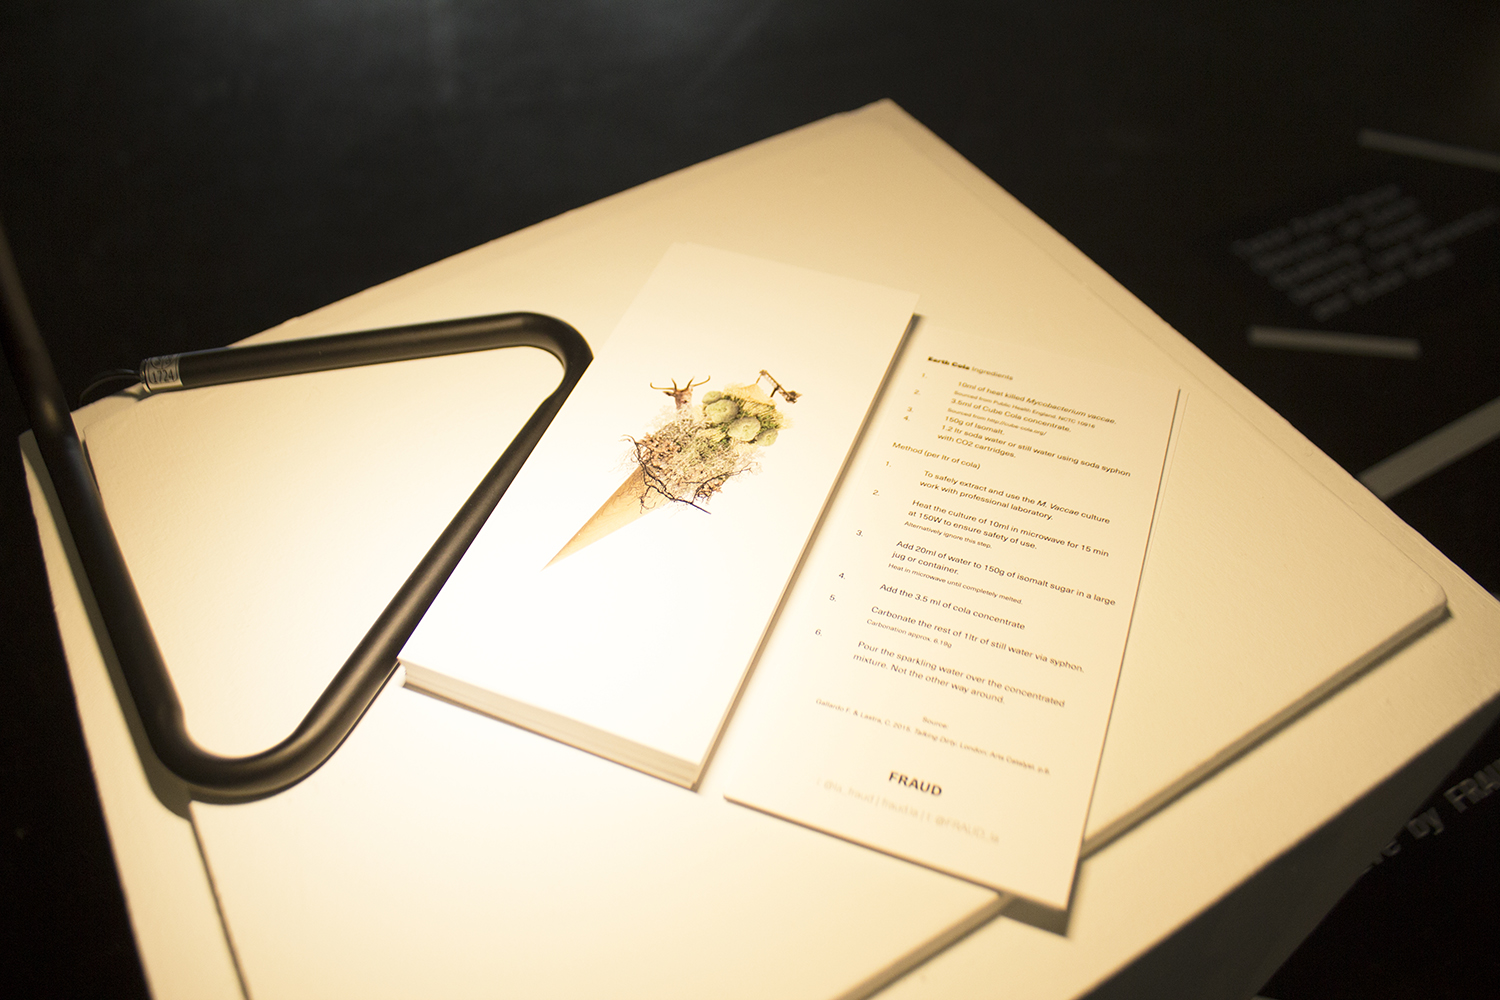 1724
Earth Cola Ingredients
1.
10ml of heat killed Mycobacterium vaccae.
Sourced from Public Health England. NCTC 10916
2.
3.5ml of Cube Cola concentrate.
Sourced from http://cube-cola.org/
3.
150g of Isomalt.
4.
1.2 ltr soda water or still water using soda syphon
with CO2 cartridges.
Method (per ltr of cola)
1.
To safely extract and use the M. Vaccae culture
work with professional laboratory.
2.
Heat the culture of 10ml in microwave for 15 min
at 150W to ensure safety of use.
Alternatively ignore this step.
3.
Add 20ml of water to 150g of isomalt sugar in a large
jug or container.
Heat in microwave until completely melted.
4.
Add the 3.5 ml of cola concentrate
5.
Carbonate the rest of 1ltr of still water via syphon.
Carbonation approx. 6.18g
6.
Pour the sparkling water over the concentrated
mixture. Not the other way around.
Source:
Gallardo F. & Lastra, C. 2015, Talking Dirty. London: Arts Catalyst,
FRAUD
by FRAU